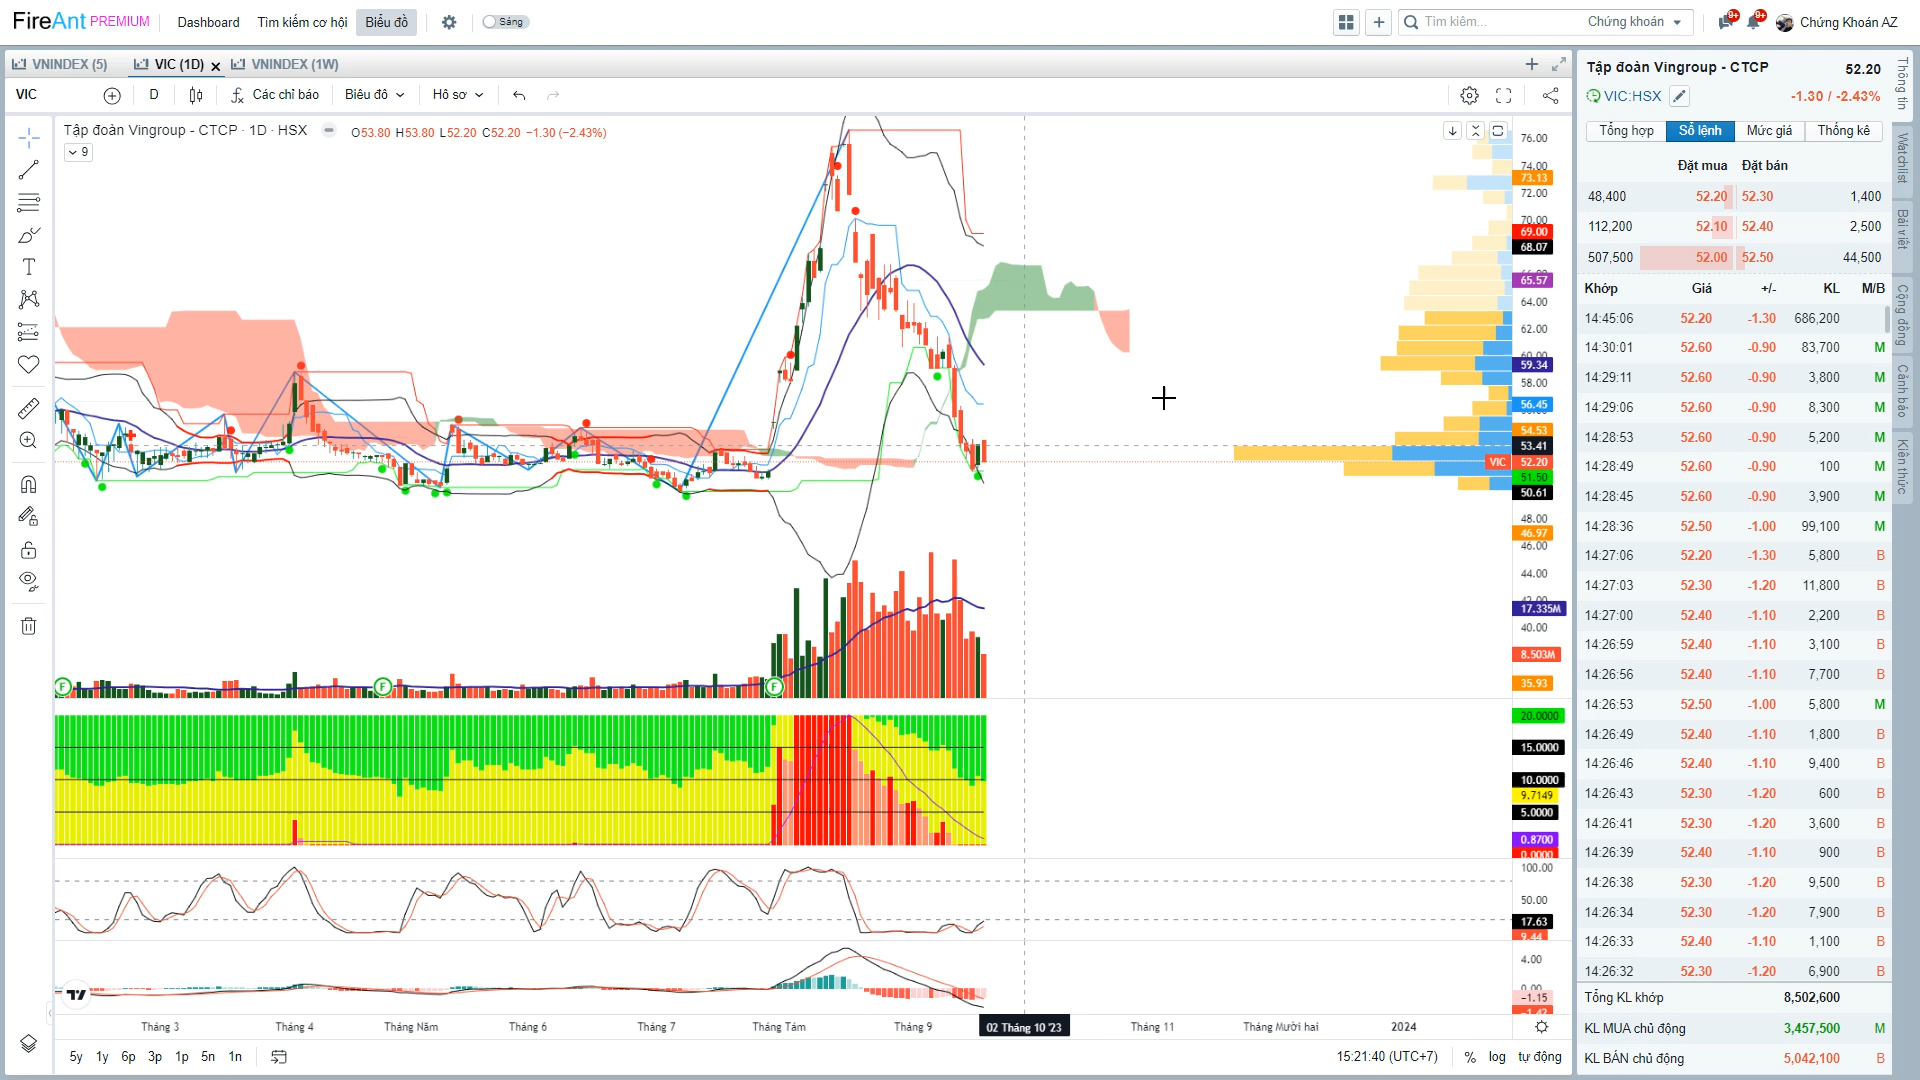 FireAnt PREMIUM Dashboard Tìm kiếm cơ hội Biểu đồ Sáng Tìm kiếm... Chứng khoán 9+ 9+ Chứng Khoán AZ
VNINDEX (5) VIC (1D) VNINDEX (1W)
VIC D Các chỉ báo Biểu đồ Hồ sơ
Tập đoàn Vingroup - CTCP · 1D · HSX O53.80 H53.80 L52.20 C52.20 −1.30 (−2.43%)
9
76.00
74.00
73.13
72.00
70.00
69.00
68.07
65.57
64.00
62.00
60.00
59.34
58.00
56.45
54.53
53.41
VIC 52.20
51.50
50.61
48.00
46.97
46.00
44.00
42.00
17.335M
40.00
8.503M
35.93
F F F
20.0000
15.0000
10.0000
9.7149
5.0000
0.8700
0.0000
100.00
50.00
17.63
9.44
4.00
0.00
−1.15
−1.42
Tháng 3 Tháng 4 Tháng Năm Tháng 6 Tháng 7 Tháng Tám Tháng 9 02 Tháng 10 '23 Tháng 11 Tháng Mười hai 2024
5y 1y 6p 3p 1p 5n 1n 15:21:40 (UTC+7) % log tự động
Tập đoàn Vingroup - CTCP 52.20
VIC:HSX -1.30 / -2.43%
Tổng hợp Sổ lệnh Mức giá Thống kê
Đặt mua Đặt bán
48,400 52.20 52.30 1,400
112,200 52.10 52.40 2,500
507,500 52.00 52.50 44,500
Khớp Giá +/- KL M/B
14:45:06 52.20 -1.30 686,200
14:30:01 52.60 -0.90 83,700 M
14:29:11 52.60 -0.90 3,800 M
14:29:06 52.60 -0.90 8,300 M
14:28:53 52.60 -0.90 5,200 M
14:28:49 52.60 -0.90 100 M
14:28:45 52.60 -0.90 3,900 M
14:28:36 52.50 -1.00 99,100 M
14:27:06 52.20 -1.30 5,800 B
14:27:03 52.30 -1.20 11,800 B
14:27:00 52.40 -1.10 2,200 B
14:26:59 52.40 -1.10 3,100 B
14:26:56 52.40 -1.10 7,700 B
14:26:53 52.50 -1.00 5,800 M
14:26:49 52.40 -1.10 1,800 B
14:26:46 52.40 -1.10 9,400 B
14:26:43 52.30 -1.20 600 B
14:26:41 52.30 -1.20 3,600 B
14:26:39 52.40 -1.10 900 B
14:26:38 52.30 -1.20 9,500 B
14:26:34 52.30 -1.20 7,900 B
14:26:33 52.40 -1.10 1,100 B
14:26:32 52.30 -1.20 6,900 B
Tổng KL khớp 8,502,600
KL MUA chủ động 3,457,500 M
KL BÁN chủ động 5,042,100 B
Thông tin
Watchlist
Bài viết
Cộng đồng
Cảnh báo
Kiến thức